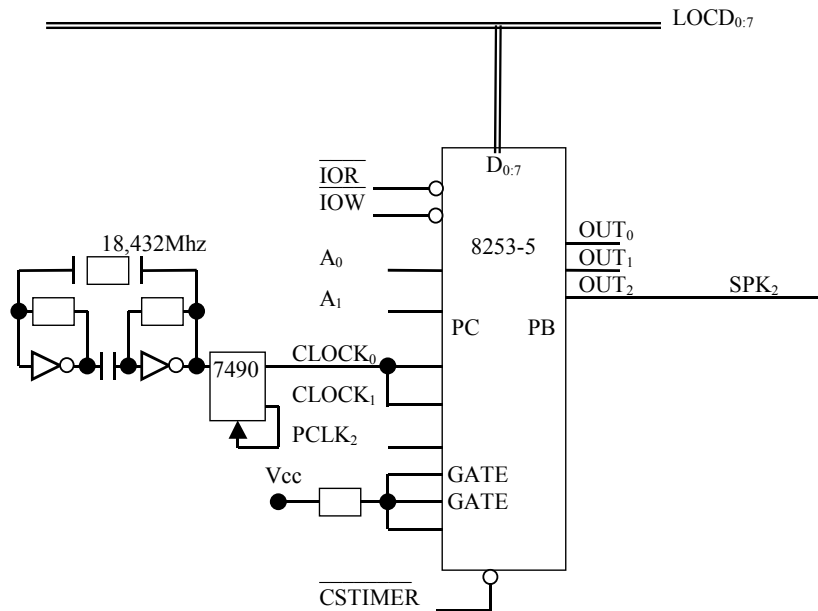 LOCD0:7
D0:7
IOR
IOW
8253-5
OUT0
18,432Mhz
A0
OUT1
OUT2
SPK2
A1
PC
PB
7490
CLOCK0
CLOCK1
PCLK2
Vcc
GATE
GATE
CSTIMER